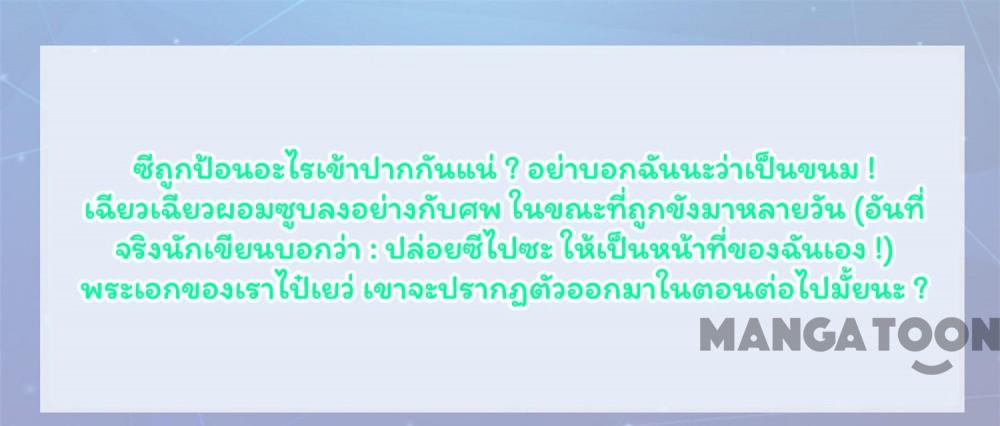 ซีถูกป้อนอะไรเข้าปากกันแน่ ? อย่าบอกฉันนะว่าเป็นขนม !
เฉียวเฉียวผอมซูบลงอย่างกับศพ ในขณะที่ถูกขังมาหลายวัน (อันที่
จริงนักเขียนบอกว่า : ปล่อยซีไปซะ ให้เป็นหน้าที่ของฉันเอง !)
พระเอกของเราไป๋เยว่ เขาจะปรากฏตัวออกมาในตอนต่อไปมั้ยนะ ?
MANGATOON